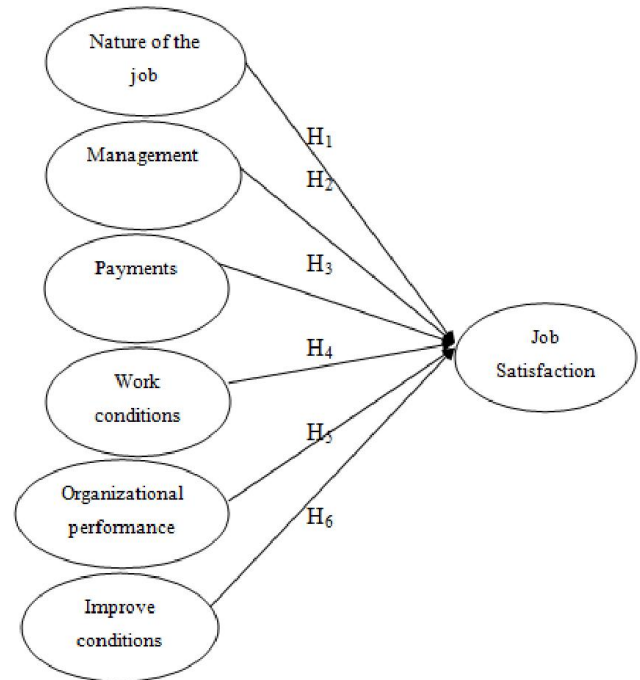 Nature of the
job
H₁
Management
H₂
Payments
H₃
Work
conditions
H₄
Job
Satisfaction
Organizational
performance
H₅
Improve
conditions
H₆